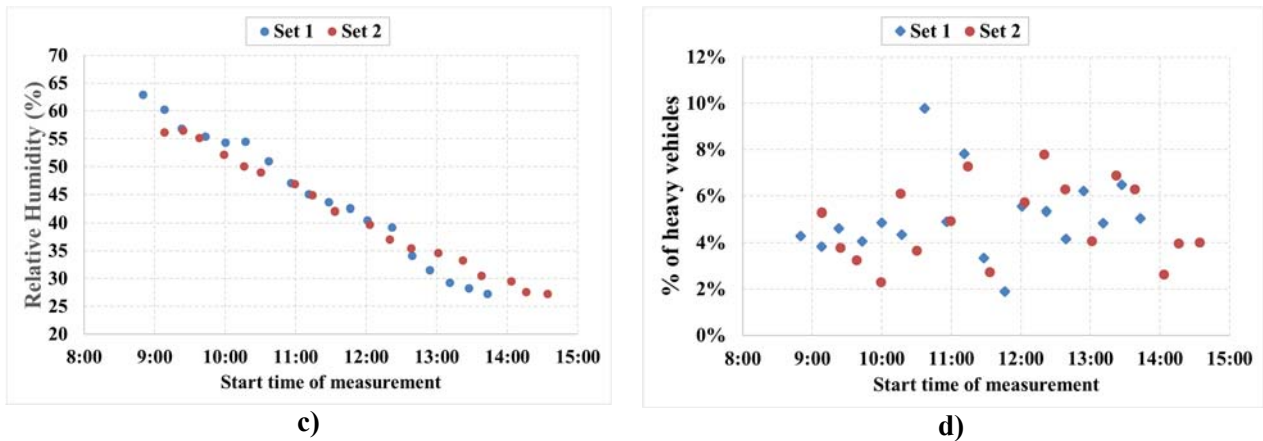 Set 1 Set 2
Relative Humidity (%)
70
65
60
55
50
45
40
35
30
25
20
8:00 9:00 10:00 11:00 12:00 13:00 14:00 15:00
Start time of measurement
c)
Set 1 Set 2
% of heavy vehicles
12%
10%
8%
6%
4%
2%
0%
8:00 9:00 10:00 11:00 12:00 13:00 14:00 15:00
Start time of measurement
d)